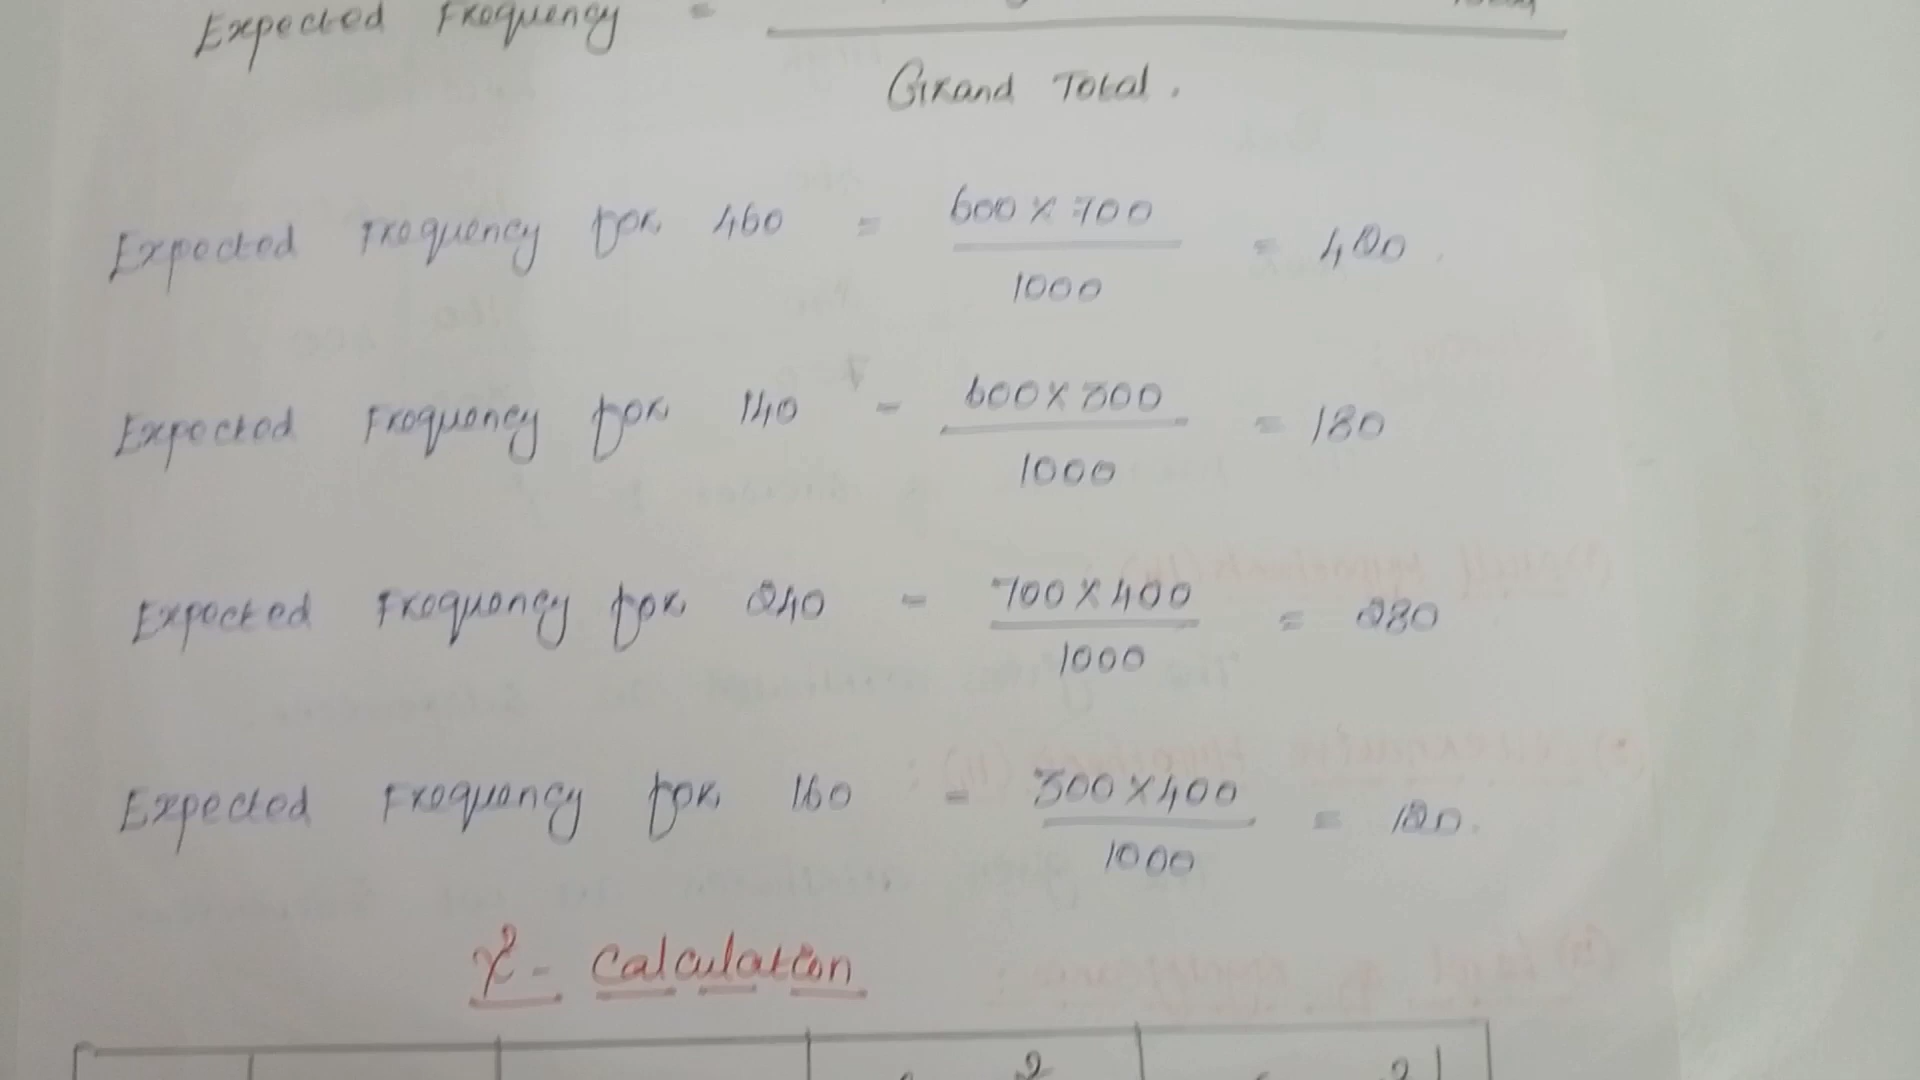 Expected Frequency =
Grand Total.
Expected Frequency for 460 = 600 × 700 / 1000 = 420.
Expected Frequency for 140 - 600 × 300 / 1000 = 180
Expected Frequency for 240 - 700 × 400 / 1000 = 280
Expected Frequency for 160 - 300 × 400 / 1000 = 120.
χ² - Calculation
2 2